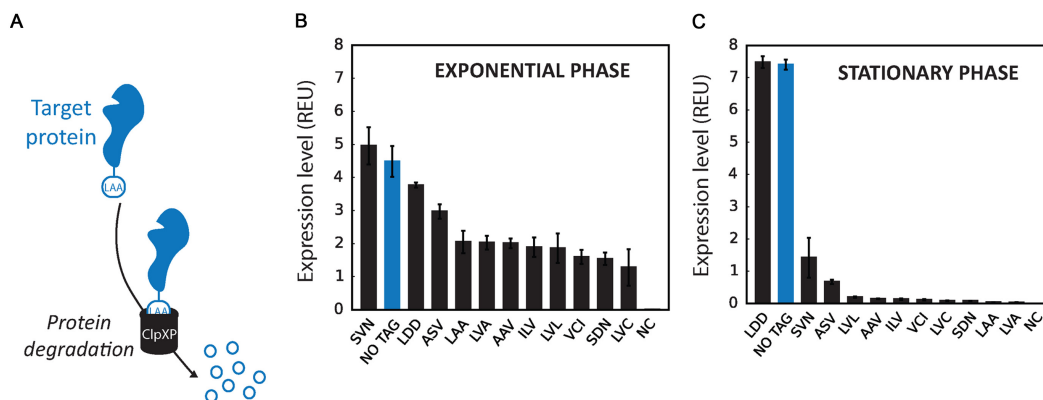 A
Target
protein
LAA
LAA
ClpXP
Protein
degradation
B
EXPONENTIAL PHASE
Expression level (REU)
8
7
6
5
4
3
2
1
0
SVN
NO TAG
LDD
ASV
LAA
LVA
AAV
ILV
LVL
VCI
SDN
LVC
NC
C
STATIONARY PHASE
Expression level (REU)
8
7
6
5
4
3
2
1
0
LDD
NO TAG
SVN
ASV
LVL
AAV
ILV
VCI
LVC
SDN
LAA
LVA
NC